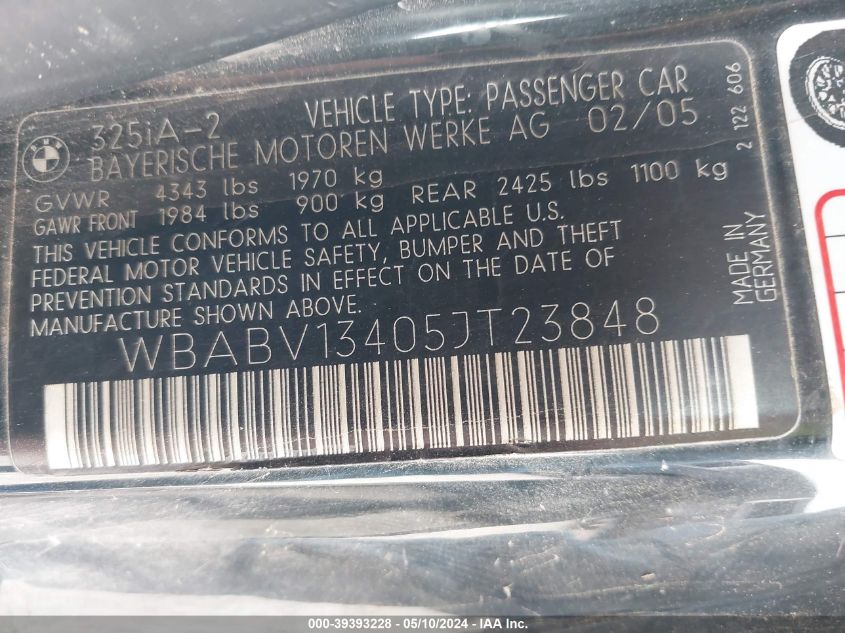 BMW
325iA-2 VEHICLE TYPE: PASSENGER CAR
BAYERISCHE MOTOREN WERKE AG 02/05
GVWR 4343 lbs 1970 kg
GAWR FRONT 1984 lbs 900 kg REAR 2425 lbs 1100 kg
THIS VEHICLE CONFORMS TO ALL APPLICABLE U.S.
FEDERAL MOTOR VEHICLE SAFETY, BUMPER AND THEFT
PREVENTION STANDARDS IN EFFECT ON THE DATE OF
MANUFACTURE SHOWN ABOVE.
WBABV13405JT23848
2 122 606
MADE IN
GERMANY
000-39393228 — 05/10/2024 — IAA Inc.